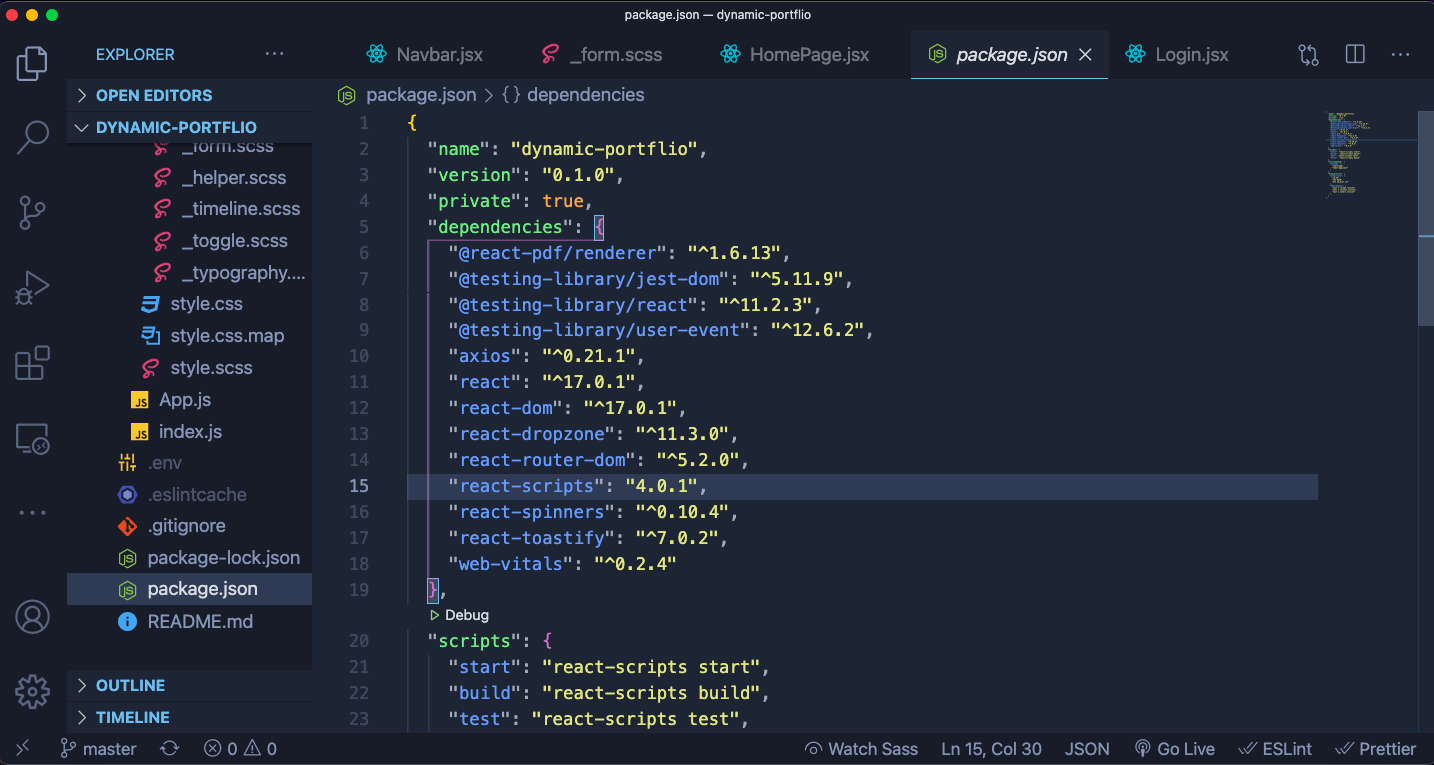 package.json — dynamic-portflio
EXPLORER
Navbar.jsx
_form.scss
HomePage.jsx
package.json
Login.jsx
OPEN EDITORS
DYNAMIC-PORTFLIO
_form.scss
_helper.scss
_timeline.scss
_toggle.scss
_typography....
style.css
style.css.map
style.scss
JS App.js
JS index.js
.env
.eslintcache
.gitignore
package-lock.json
package.json
README.md
OUTLINE
TIMELINE
package.json > {} dependencies
1 {
2 "name": "dynamic-portflio",
3 "version": "0.1.0",
4 "private": true,
5 "dependencies": {
6 "@react-pdf/renderer": "^1.6.13",
7 "@testing-library/jest-dom": "^5.11.9",
8 "@testing-library/react": "^11.2.3",
9 "@testing-library/user-event": "^12.6.2",
10 "axios": "^0.21.1",
11 "react": "^17.0.1",
12 "react-dom": "^17.0.1",
13 "react-dropzone": "^11.3.0",
14 "react-router-dom": "^5.2.0",
15 "react-scripts": "4.0.1",
16 "react-spinners": "^0.10.4",
17 "react-toastify": "^7.0.2",
18 "web-vitals": "^0.2.4"
19 },
Debug
20 "scripts": {
21 "start": "react-scripts start",
22 "build": "react-scripts build",
23 "test": "react-scripts test",
master
0
0
Watch Sass
Ln 15, Col 30
JSON
Go Live
ESLint
Prettier